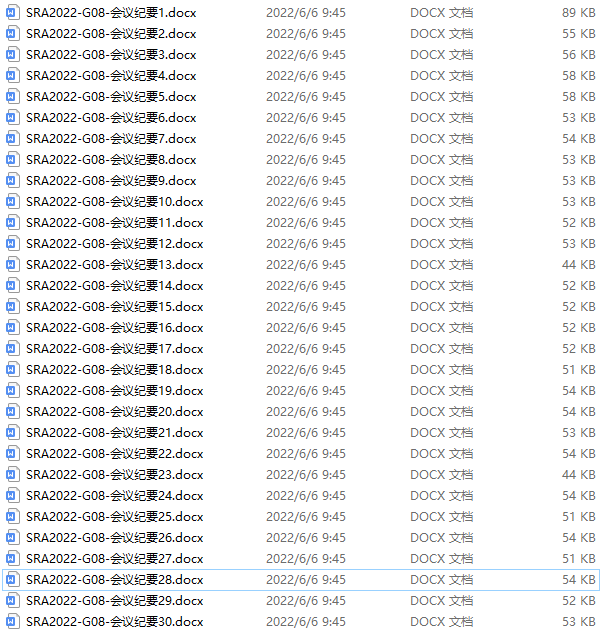 SRA2022-G08-会议纪要1.docx 2022/6/6 9:45 DOCX 文档 89 KB
SRA2022-G08-会议纪要2.docx 2022/6/6 9:45 DOCX 文档 55 KB
SRA2022-G08-会议纪要3.docx 2022/6/6 9:45 DOCX 文档 56 KB
SRA2022-G08-会议纪要4.docx 2022/6/6 9:45 DOCX 文档 58 KB
SRA2022-G08-会议纪要5.docx 2022/6/6 9:45 DOCX 文档 58 KB
SRA2022-G08-会议纪要6.docx 2022/6/6 9:45 DOCX 文档 53 KB
SRA2022-G08-会议纪要7.docx 2022/6/6 9:45 DOCX 文档 54 KB
SRA2022-G08-会议纪要8.docx 2022/6/6 9:45 DOCX 文档 53 KB
SRA2022-G08-会议纪要9.docx 2022/6/6 9:45 DOCX 文档 53 KB
SRA2022-G08-会议纪要10.docx 2022/6/6 9:45 DOCX 文档 53 KB
SRA2022-G08-会议纪要11.docx 2022/6/6 9:45 DOCX 文档 52 KB
SRA2022-G08-会议纪要12.docx 2022/6/6 9:45 DOCX 文档 53 KB
SRA2022-G08-会议纪要13.docx 2022/6/6 9:45 DOCX 文档 44 KB
SRA2022-G08-会议纪要14.docx 2022/6/6 9:45 DOCX 文档 52 KB
SRA2022-G08-会议纪要15.docx 2022/6/6 9:45 DOCX 文档 52 KB
SRA2022-G08-会议纪要16.docx 2022/6/6 9:45 DOCX 文档 52 KB
SRA2022-G08-会议纪要17.docx 2022/6/6 9:45 DOCX 文档 52 KB
SRA2022-G08-会议纪要18.docx 2022/6/6 9:45 DOCX 文档 51 KB
SRA2022-G08-会议纪要19.docx 2022/6/6 9:45 DOCX 文档 54 KB
SRA2022-G08-会议纪要20.docx 2022/6/6 9:45 DOCX 文档 54 KB
SRA2022-G08-会议纪要21.docx 2022/6/6 9:45 DOCX 文档 53 KB
SRA2022-G08-会议纪要22.docx 2022/6/6 9:45 DOCX 文档 54 KB
SRA2022-G08-会议纪要23.docx 2022/6/6 9:45 DOCX 文档 44 KB
SRA2022-G08-会议纪要24.docx 2022/6/6 9:45 DOCX 文档 54 KB
SRA2022-G08-会议纪要25.docx 2022/6/6 9:45 DOCX 文档 51 KB
SRA2022-G08-会议纪要26.docx 2022/6/6 9:45 DOCX 文档 54 KB
SRA2022-G08-会议纪要27.docx 2022/6/6 9:45 DOCX 文档 51 KB
SRA2022-G08-会议纪要28.docx 2022/6/6 9:45 DOCX 文档 54 KB
SRA2022-G08-会议纪要29.docx 2022/6/6 9:45 DOCX 文档 52 KB
SRA2022-G08-会议纪要30.docx 2022/6/6 9:45 DOCX 文档 53 KB